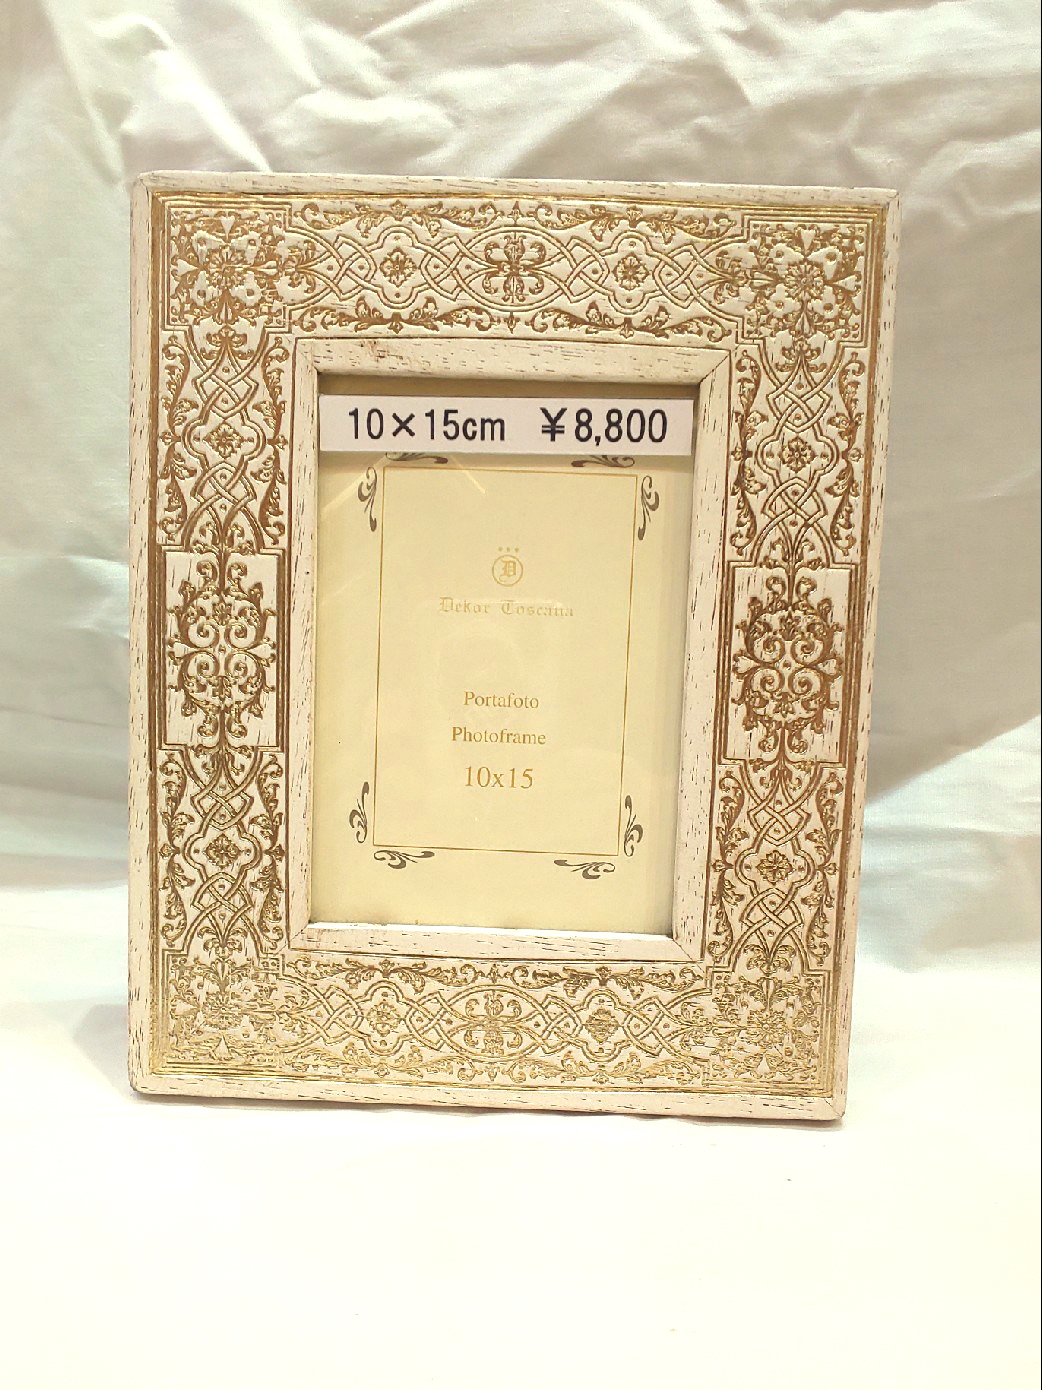 10×15cm ¥8,800
D
Dekor Toscana
Portafoto
Photoframe
10x15